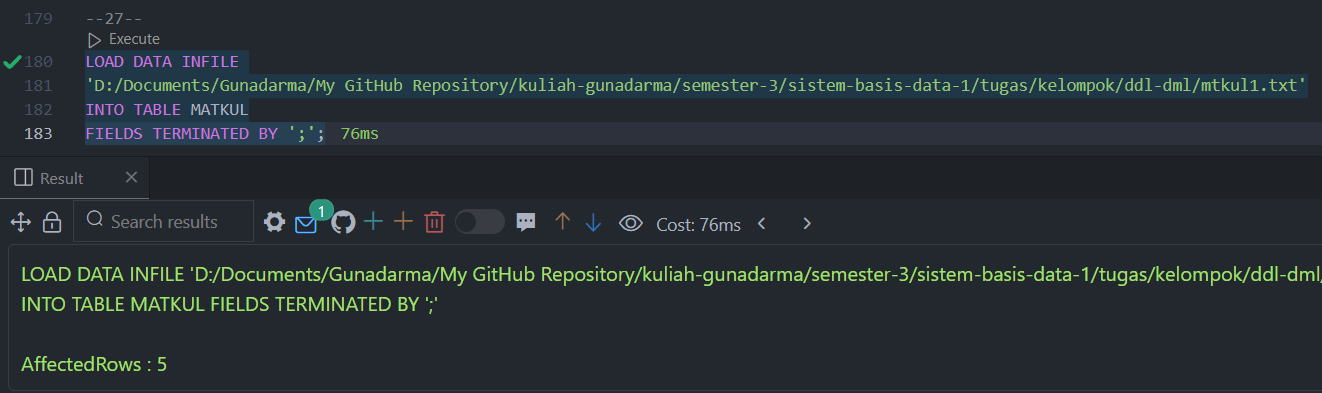 179 --27--
Execute
180 LOAD DATA INFILE
181 'D:/Documents/Gunadarma/My GitHub Repository/kuliah-gunadarma/semester-3/sistem-basis-data-1/tugas/kelompok/ddl-dml/mtkul1.txt'
182 INTO TABLE MATKUL
183 FIELDS TERMINATED BY ';'; 76ms
Result
Search results 1 Cost: 76ms
LOAD DATA INFILE 'D:/Documents/Gunadarma/My GitHub Repository/kuliah-gunadarma/semester-3/sistem-basis-data-1/tugas/kelompok/ddl-dml/
INTO TABLE MATKUL FIELDS TERMINATED BY ';'
AffectedRows : 5